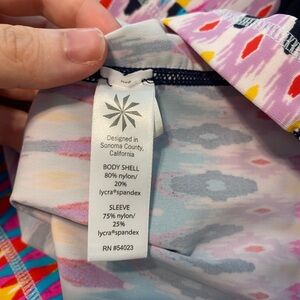 Designed in
Sonoma County,
California
BODY SHELL
80% nylon/
20%
lycra®spandex
SLEEVE
75% nylon/
25%
lycra®spandex
RN #54023